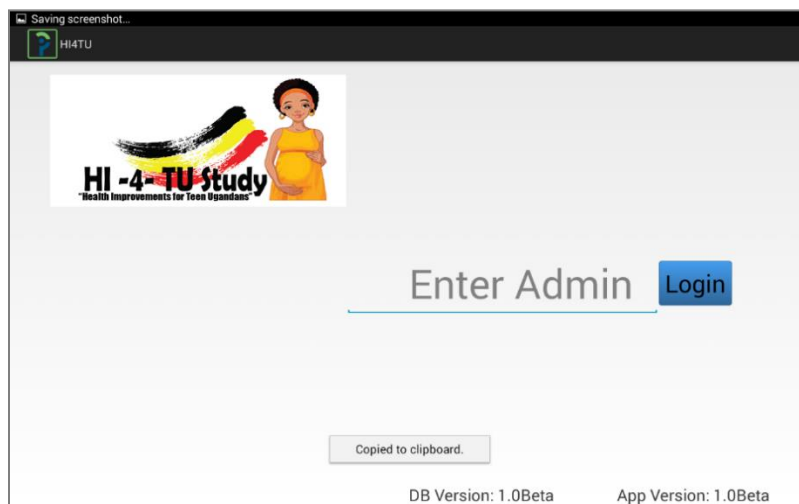 Saving screenshot...
HI4TU
HI -4- TU Study
"Health Improvements for Teen Ugandans"
Enter Admin
Login
Copied to clipboard.
DB Version: 1.0Beta App Version: 1.0Beta